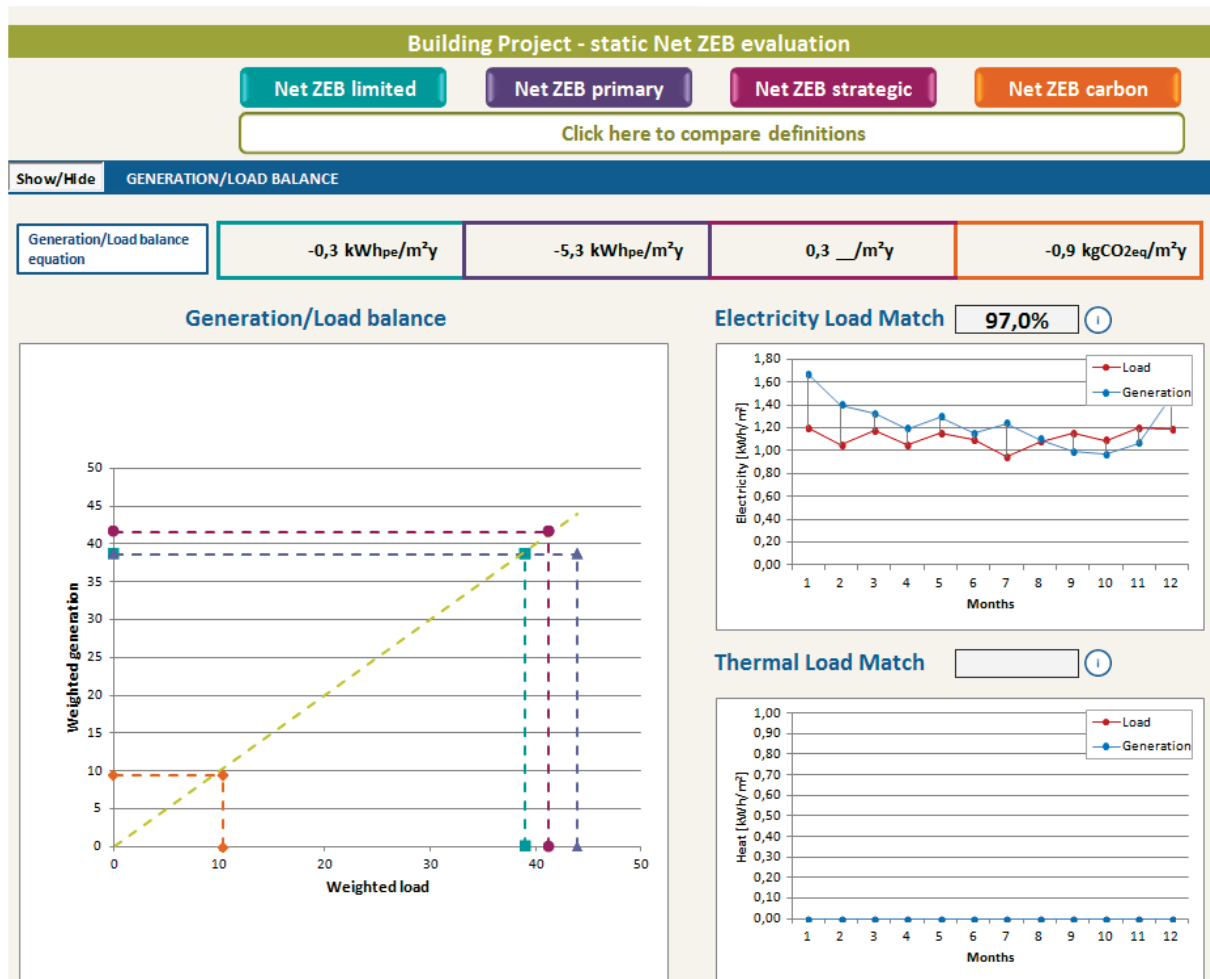 Building Project - static Net ZEB evaluation
Net ZEB limited
Net ZEB primary
Net ZEB strategic
Net ZEB carbon
Click here to compare definitions
Show/Hide
GENERATION/LOAD BALANCE
Generation/Load balance
equation
-0,3 kWhpe/m²y
-5,3 kWhpe/m²y
0,3 __/m²y
-0,9 kgCO2eq/m²y
Generation/Load balance
50
45
40
35
30
25
20
15
10
5
0
Weighted generation
0 10 20 30 40 50
Weighted load
Electricity Load Match
97,0%
i
1,80
1,60
1,40
1,20
1,00
0,80
0,60
0,40
0,20
0,00
Electricity [kWh/m²]
Load
Generation
1 2 3 4 5 6 7 8 9 10 11 12
Months
Thermal Load Match
i
1,00
0,90
0,80
0,70
0,60
0,50
0,40
0,30
0,20
0,10
0,00
Heat [kWh/m²]
Load
Generation
1 2 3 4 5 6 7 8 9 10 11 12
Months